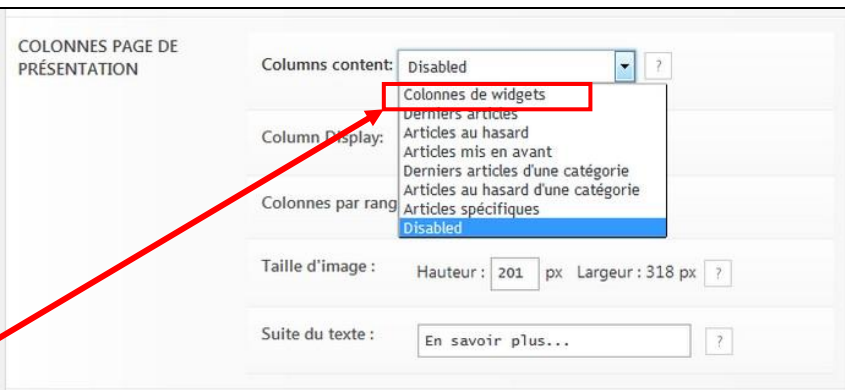 COLONNES PAGE DE
PRÉSENTATION
Columns content: Disabled ?
Colonnes de widgets
Derniers articles
Column Display:
Articles au hasard
Articles mis en avant
Derniers articles d'une catégorie
Articles au hasard d'une catégorie
Colonnes par rang
Articles spécifiques
Disabled
Taille d'image : Hauteur : 201 px Largeur : 318 px ?
Suite du texte : En savoir plus... ?